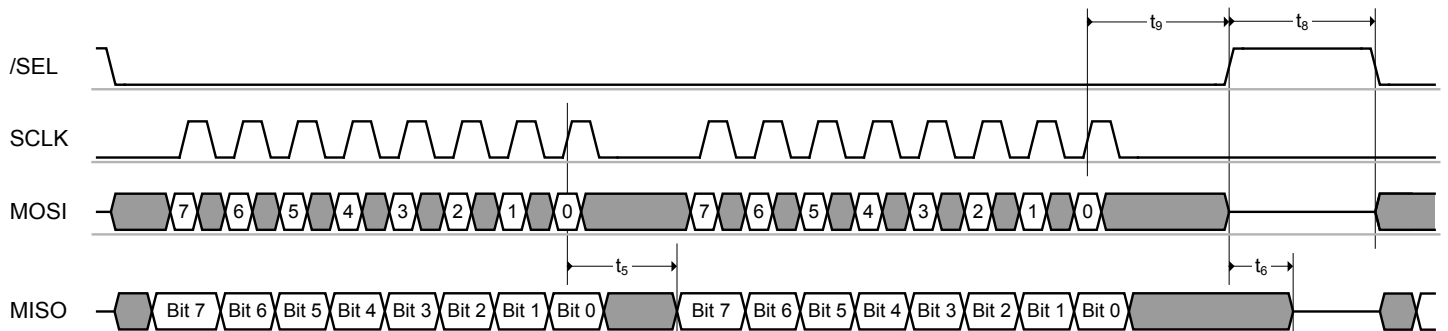 t9 t8
/SEL
SCLK
MOSI 7 6 5 4 3 2 1 0 7 6 5 4 3 2 1 0
t5 t6
MISO Bit 7 Bit 6 Bit 5 Bit 4 Bit 3 Bit 2 Bit 1 Bit 0 Bit 7 Bit 6 Bit 5 Bit 4 Bit 3 Bit 2 Bit 1 Bit 0